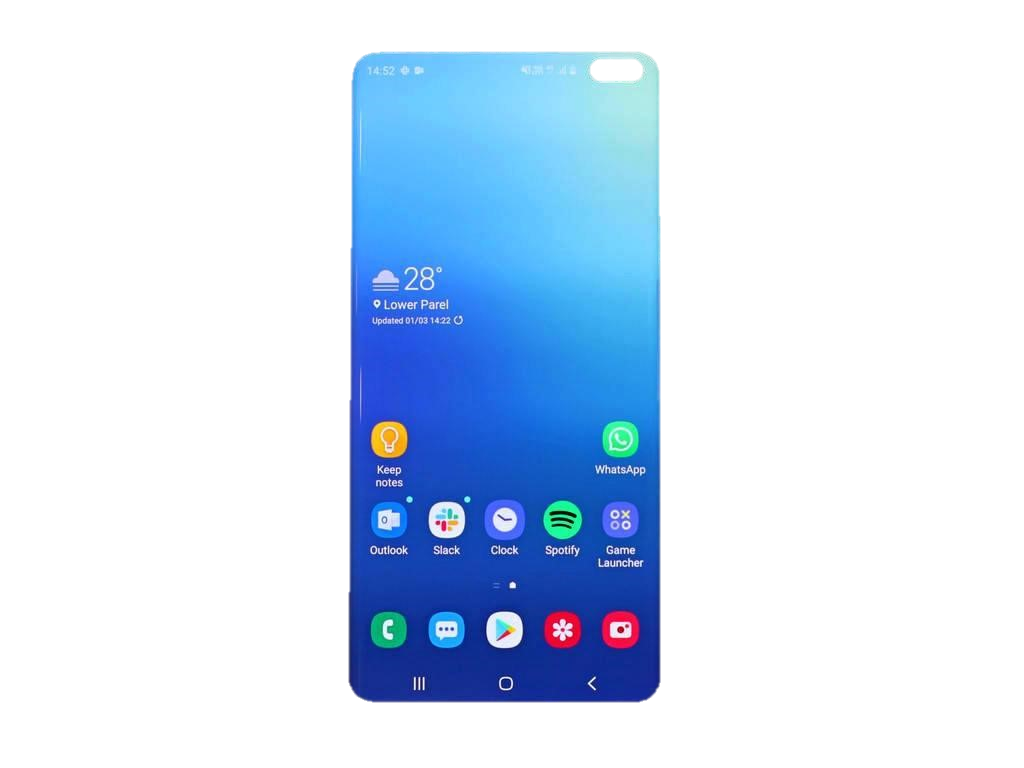 14:52
28°
Lower Parel
Updated 01/03 14:22
Keep
notes
WhatsApp
Outlook
Slack
Clock
Spotify
Game
Launcher